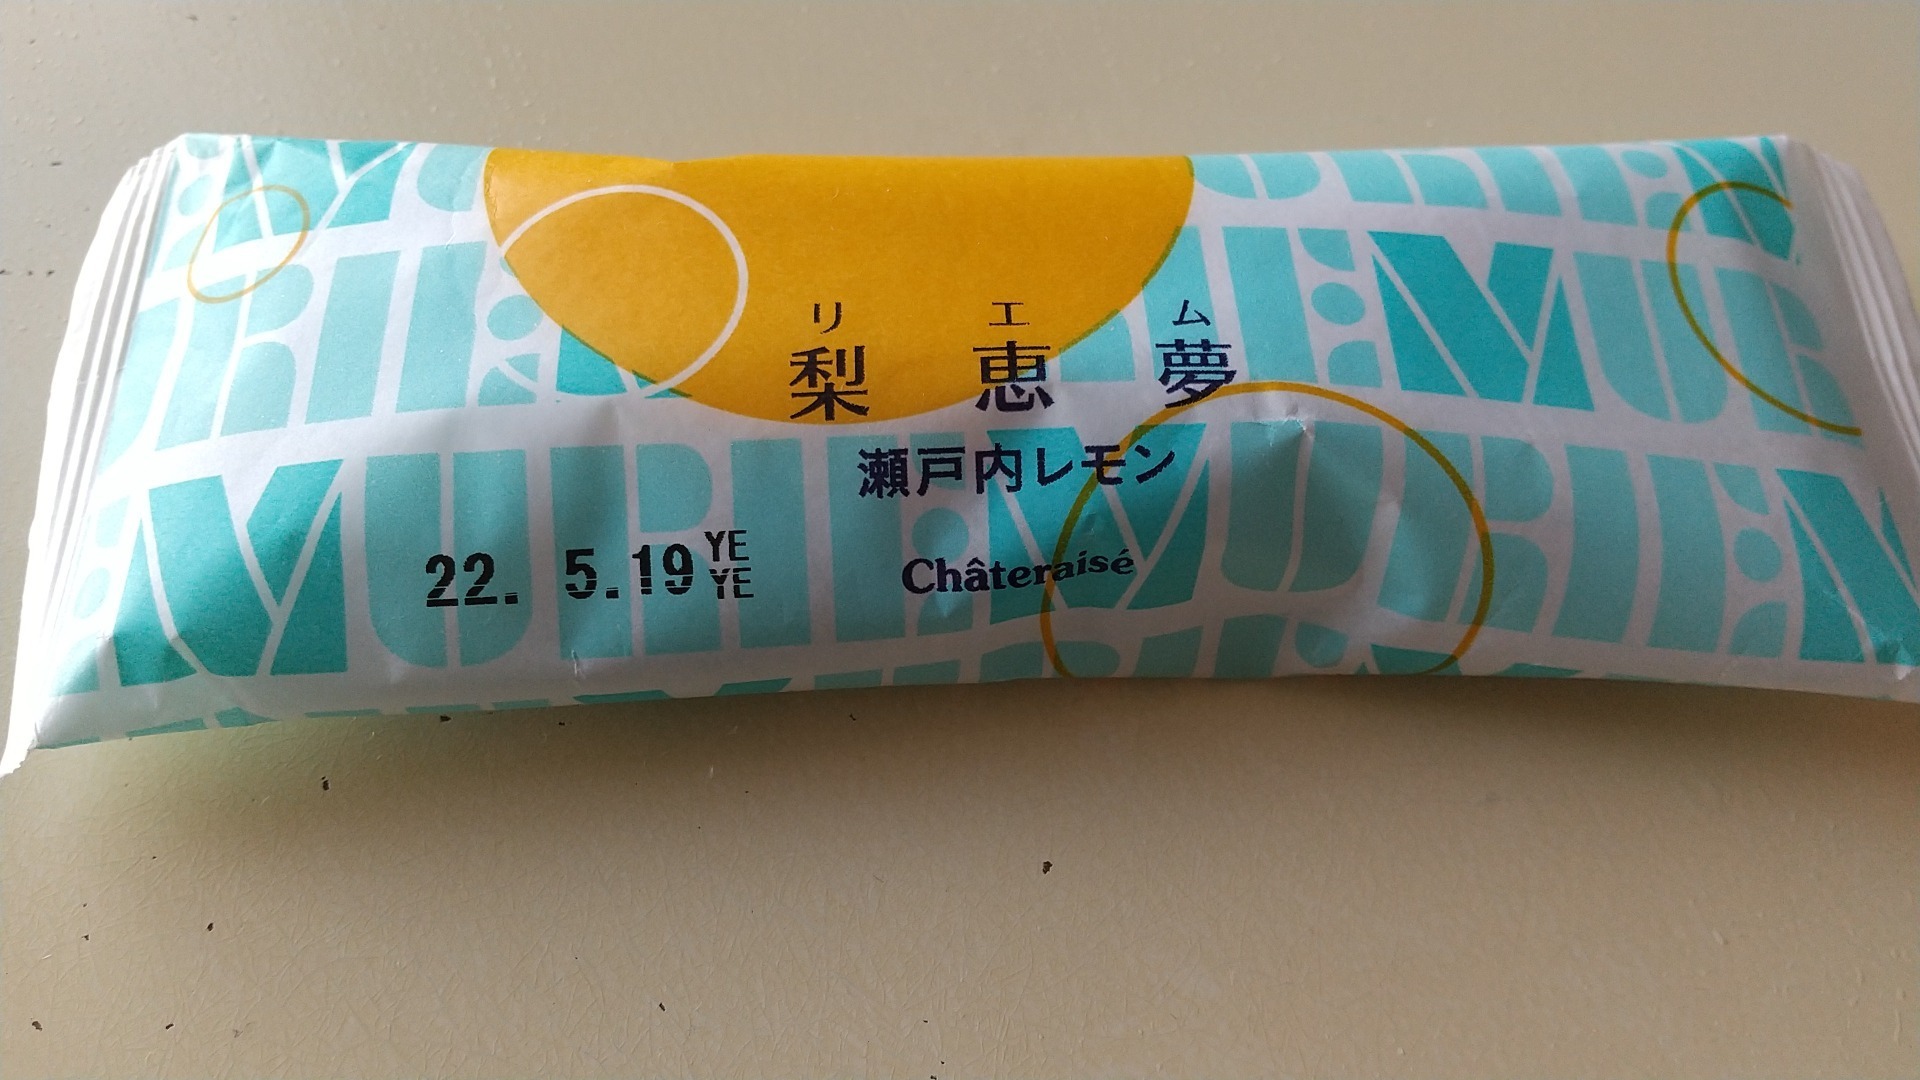 リ エ ム
梨 恵 夢
瀬戸内レモン
22. 5.19 YE
YE
Châteraisé